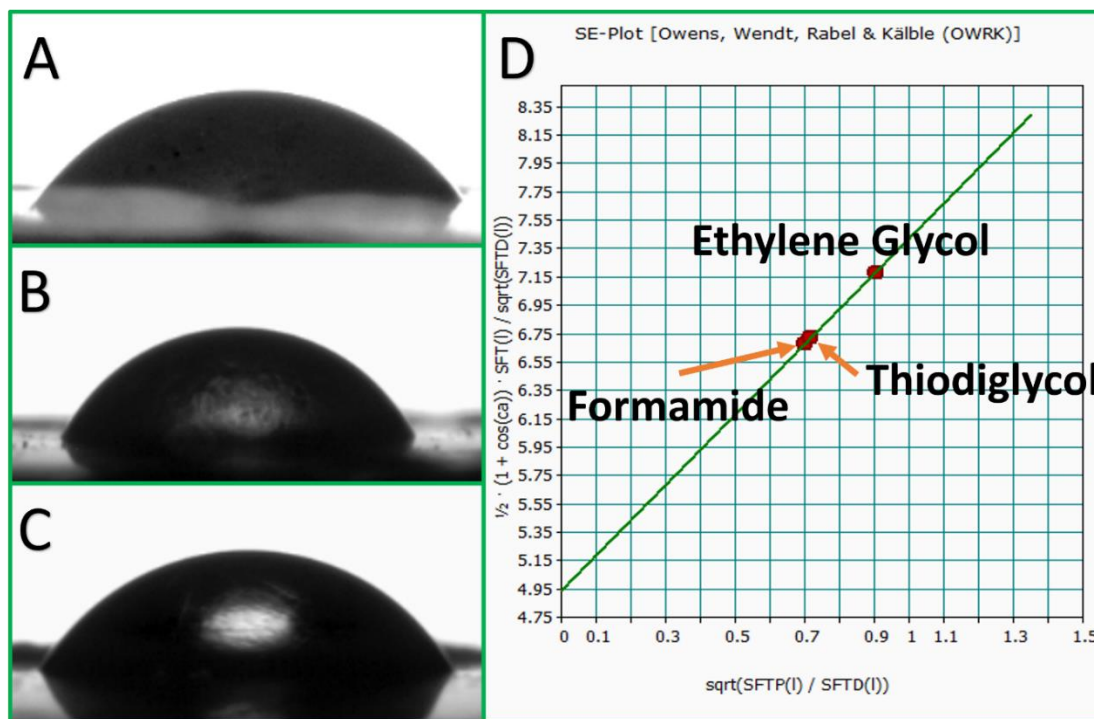 A
B
C
D
SE-Plot [Owens, Wendt, Rabel & Kälble (OWRK)]
½ · (1 + cos(ca)) · SFT(l) / sqrt(SFTD(l))
8.35
8.15
7.95
7.75
7.55
7.35
7.15
6.95
6.75
6.55
6.35
6.15
5.95
5.75
5.55
5.35
5.15
4.95
4.75
Ethylene Glycol
Thiodiglycol
Formamide
0 0.1 0.3 0.5 0.7 0.9 1 1.1 1.3 1.5
sqrt(SFTP(l) / SFTD(l))